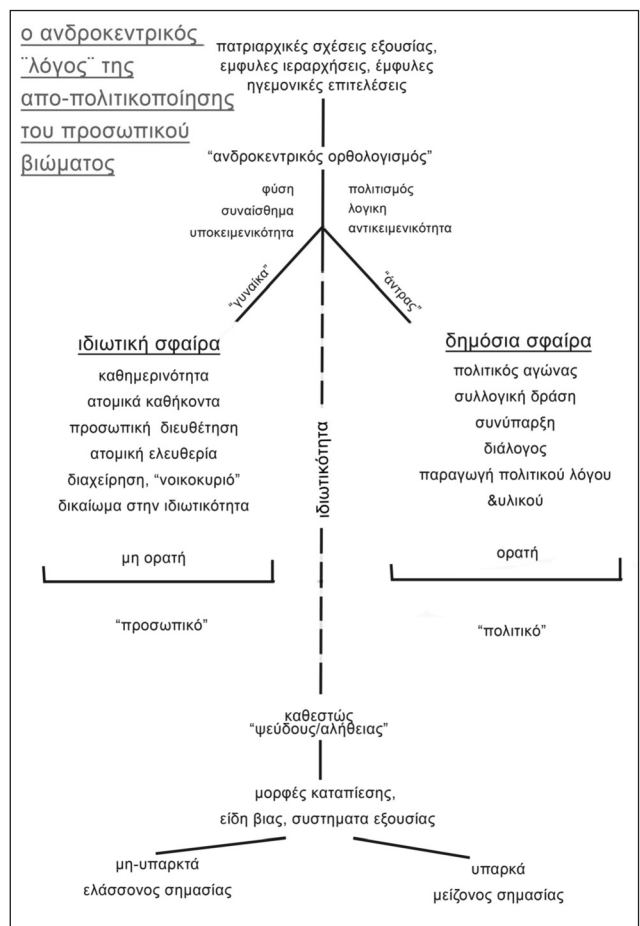 ο ανδροκεντρικός
¨λόγος¨ της
απο-πολιτικοποίησης
του προσωπικού
βιώματος
πατριαρχικές σχέσεις εξουσίας,
εμφυλες ιεραρχήσεις, έμφυλες
ηγεμονικές επιτελέσεις
“ανδροκεντρικός ορθολογισμός”
φύση
συναίσθημα
υποκειμενικότητα
πολιτισμός
λογικη
αντικειμενικότητα
“γυναίκα”
“άντρας”
ιδιωτική σφαίρα
καθημερινότητα
ατομικά καθήκοντα
προσωπική διευθέτηση
ατομική ελευθερία
διαχείρηση, “νοικοκυριό”
δικαίωμα στην ιδιωτικότητα
μη ορατή
“προσωπικό”
ιδιωτικότητα
δημόσια σφαίρα
πολιτικός αγώνας
συλλογική δράση
συνύπαρξη
διάλογος
παραγωγή πολιτικού λόγου
&υλικού
ορατή
“πολιτικό”
καθεστώς
“ψεύδους/αλήθειας”
μορφές καταπίεσης,
είδη βιας, συστηματα εξουσίας
μη-υπαρκτά
ελάσσονος σημασίας
υπαρκά
μείζονος σημασίας